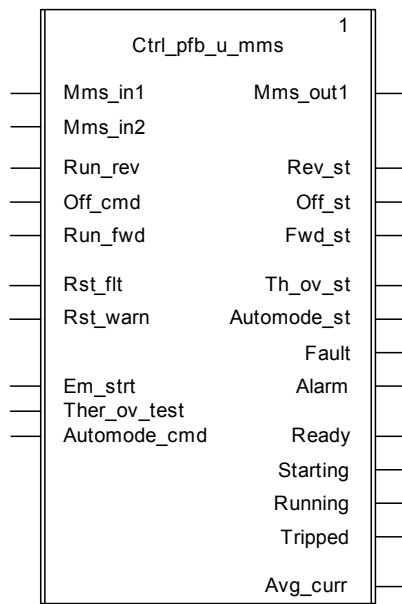 1
Ctrl_pfb_u_mms
Mms_in1 Mms_out1
Mms_in2
Run_rev Rev_st
Off_cmd Off_st
Run_fwd Fwd_st
Rst_flt Th_ov_st
Rst_warn Automode_st
Fault
Em_strt Alarm
Ther_ov_test
Automode_cmd Ready
Starting
Running
Tripped
Avg_curr